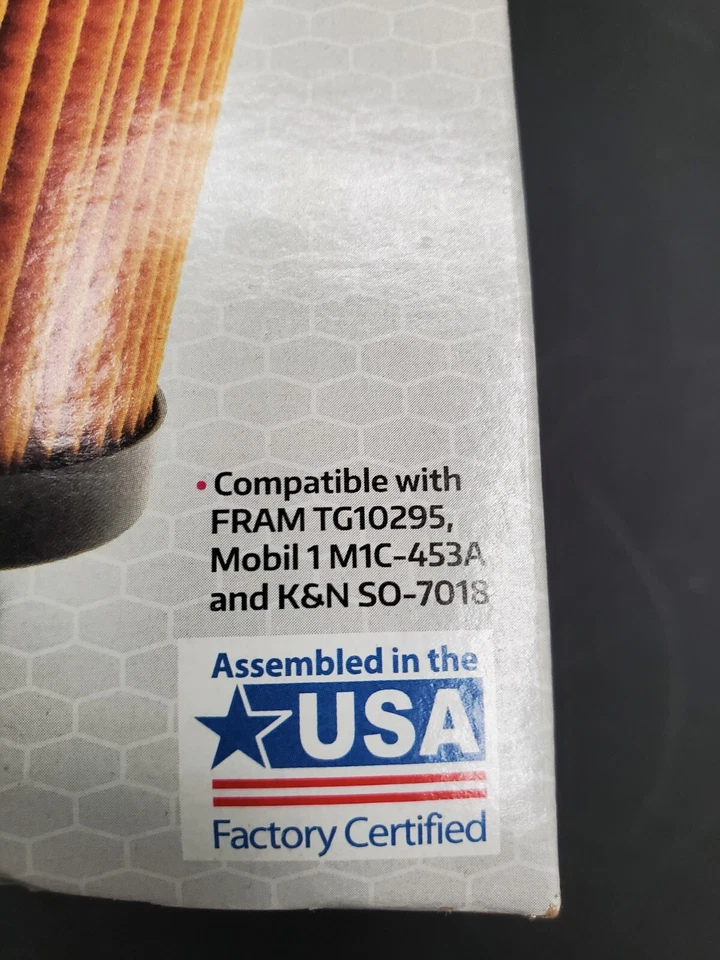 • Compatible with
FRAM TG10295,
Mobil 1 M1C-453A
and K&N SO-7018
Assembled in the
USA
Factory Certified